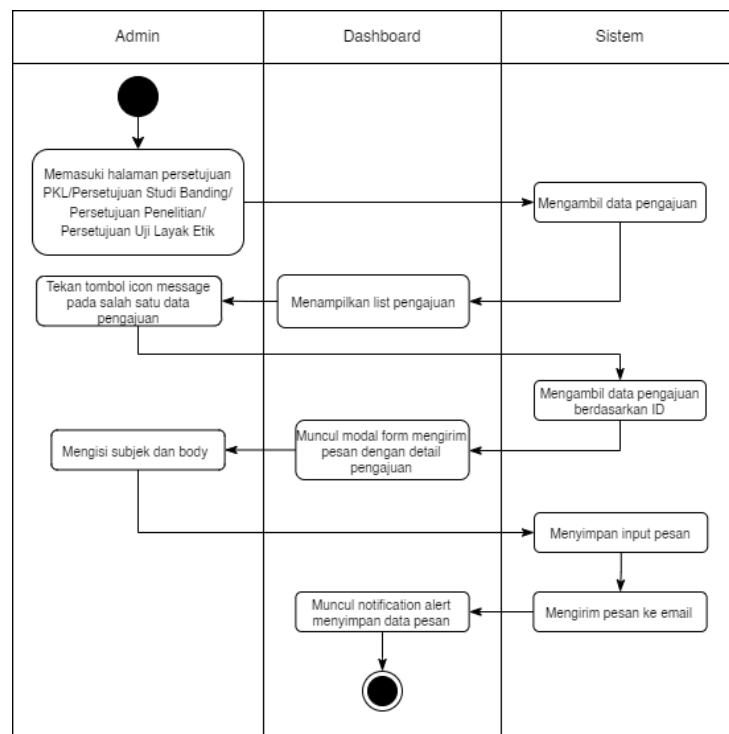 Admin
Dashboard
Sistem
Memasuki halaman persetujuan
PKL/Persetujuan Studi Banding/
Persetujuan Penelitian/
Persetujuan Uji Layak Etik
Mengambil data pengajuan
Menampilkan list pengajuan
Tekan tombol icon message
pada salah satu data
pengajuan
Mengambil data pengajuan
berdasarkan ID
Muncul modal form mengirim
pesan dengan detail
pengajuan
Mengisi subjek dan body
Menyimpan input pesan
Mengirim pesan ke email
Muncul notification alert
menyimpan data pesan